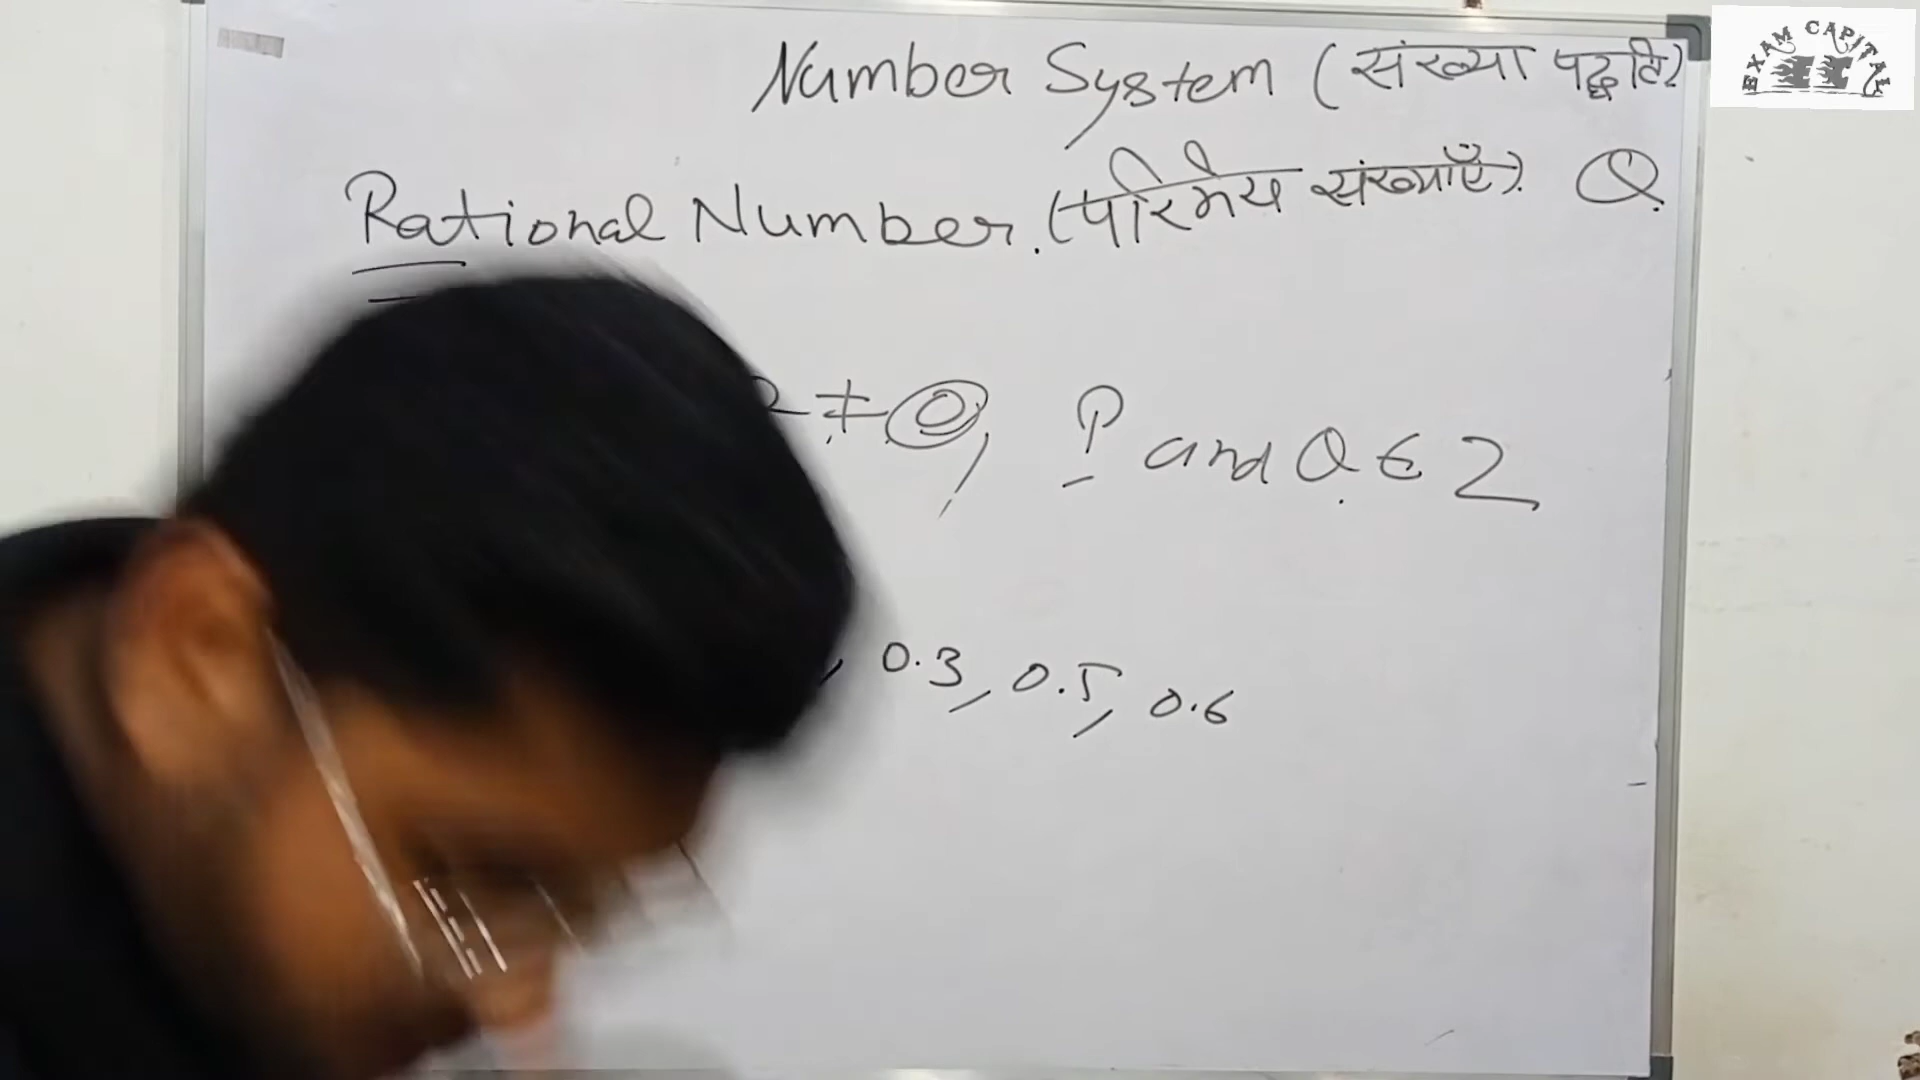 EXAM CAPITAL
Number System (संख्या पद्धति)
Rational Number. (परिमेय संख्याएँ). Q.
≠ 0, P and Q ∈ Z
, 0.3, 0.5, 0.6